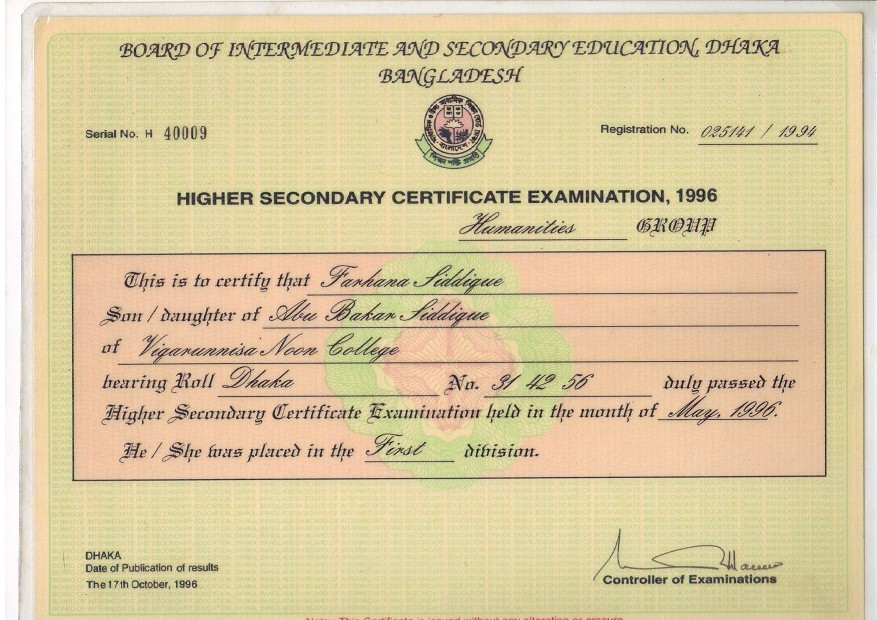 BOARD OF INTERMEDIATE AND SECONDARY EDUCATION, DHAKA
BANGLADESH
Serial No. H 40009
Registration No. 025141 / 1994
HIGHER SECONDARY CERTIFICATE EXAMINATION, 1996
Humanities GROUP
This is to certify that Farhana Siddique
Son / daughter of Abu Bakar Siddique
of Viqarunnisa Noon College
bearing Roll Dhaka No. 31 42 56 duly passed the
Higher Secondary Certificate Examination held in the month of May, 1996.
He / She was placed in the First division.
DHAKA
Date of Publication of results
The 17th October, 1996
Controller of Examinations
Note : This Certificate is issued without any alteration or erasure